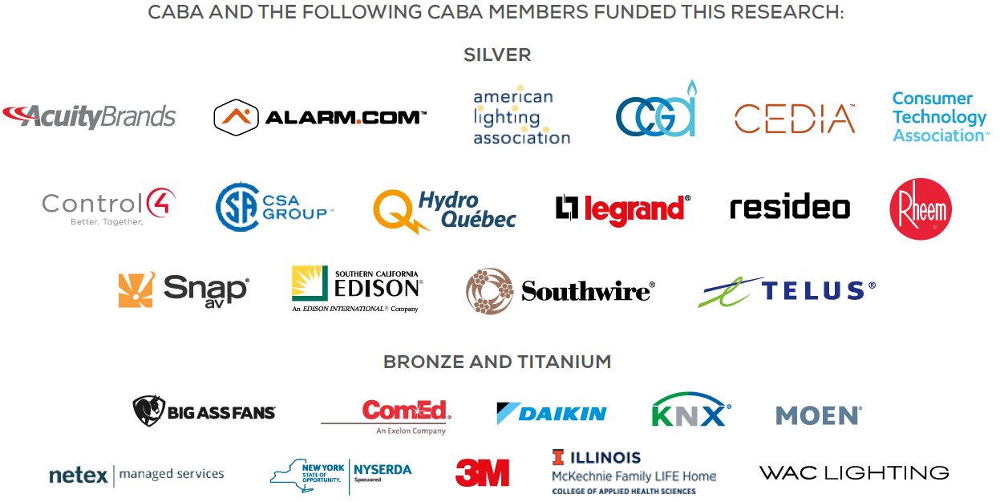 CABA AND THE FOLLOWING CABA MEMBERS FUNDED THIS RESEARCH:
SILVER
AcuityBrands
ALARM.COM™
american
lighting
association
CGA
CEDIA™
Consumer
Technology
Association™
Control4
Better. Together.
CSA
GROUP™
Hydro
Québec
legrand®
resideo
Rheem®
Snap®
av
SOUTHERN CALIFORNIA
EDISON®
An EDISON INTERNATIONAL® Company
Southwire®
TELUS®
BRONZE AND TITANIUM
BIG ASS FANS
ComEd®
An Exelon Company
DAIKIN
KNX®
MOEN®
netex | managed services
NEW YORK
STATE OF
OPPORTUNITY.
NYSERDA
Sponsored
3M
I ILLINOIS
McKechnie Family LIFE Home
COLLEGE OF APPLIED HEALTH SCIENCES
WAC LIGHTING